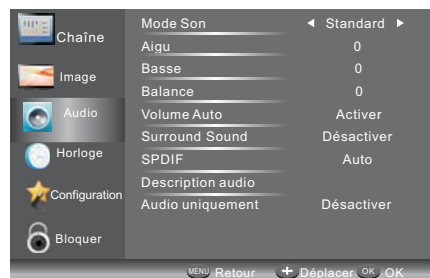 Chaîne
Image
Audio
Horloge
Configuration
Bloquer
Mode Son Standard
Aigu 0
Basse 0
Balance 0
Volume Auto Activer
Surround Sound Désactiver
SPDIF Auto
Description audio
Audio uniquement Désactiver
MENU Retour Déplacer OK OK